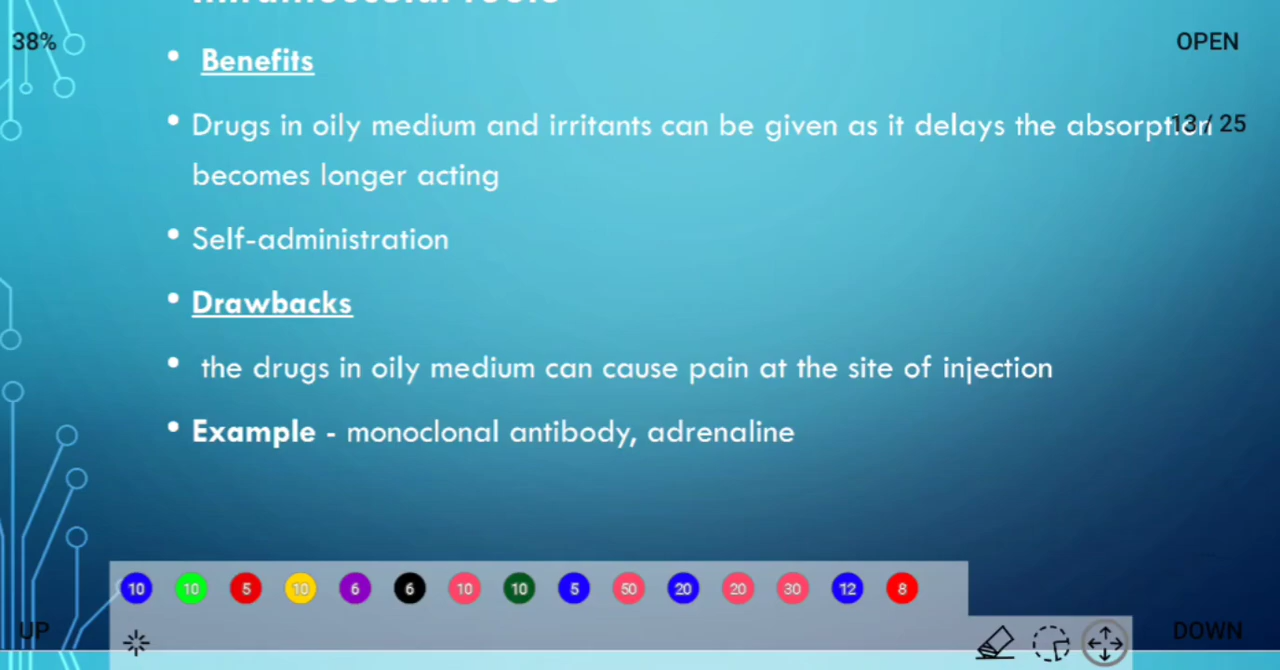 38%
OPEN
Benefits
Drugs in oily medium and irritants can be given as it delays the absorption
13 / 25
becomes longer acting
Self-administration
Drawbacks
the drugs in oily medium can cause pain at the site of injection
Example - monoclonal antibody, adrenaline
10 10 5 10 6 6 10 10 5 50 20 20 30 12 8
UP
DOWN